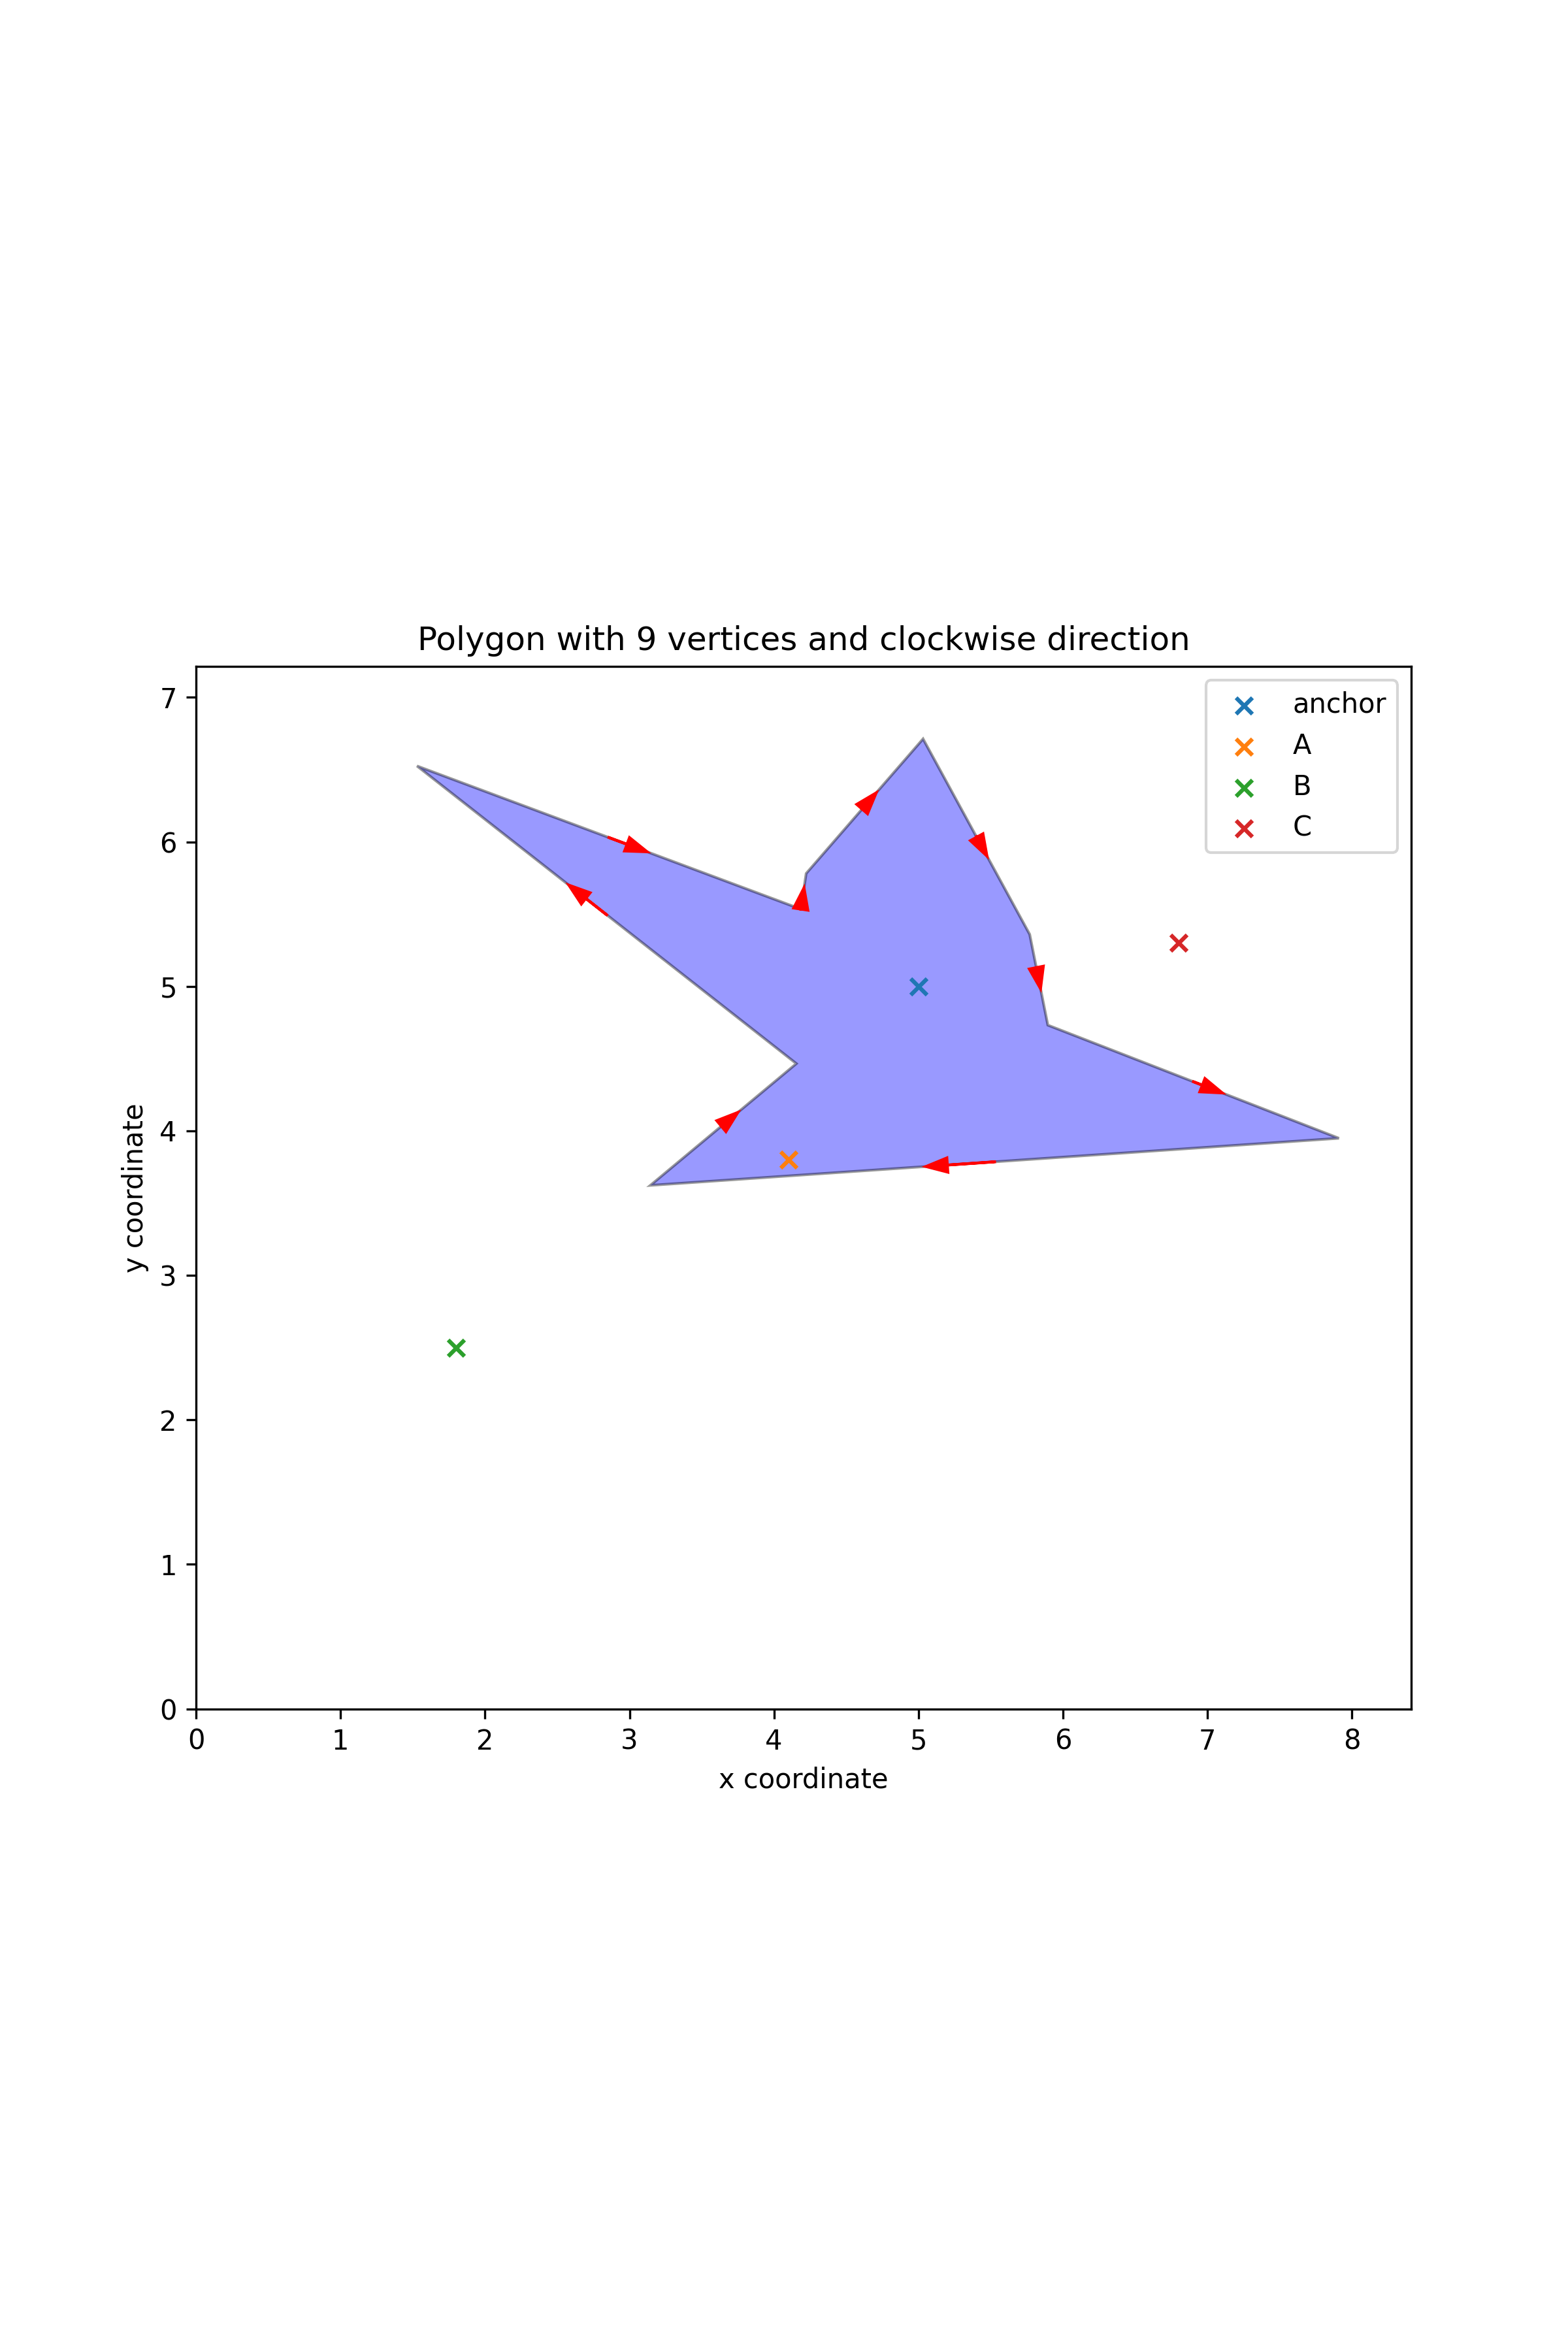 Polygon with 9 vertices and clockwise direction
anchor
A
B
C
7
6
5
4
3
2
1
0
y coordinate
0 1 2 3 4 5 6 7 8
x coordinate